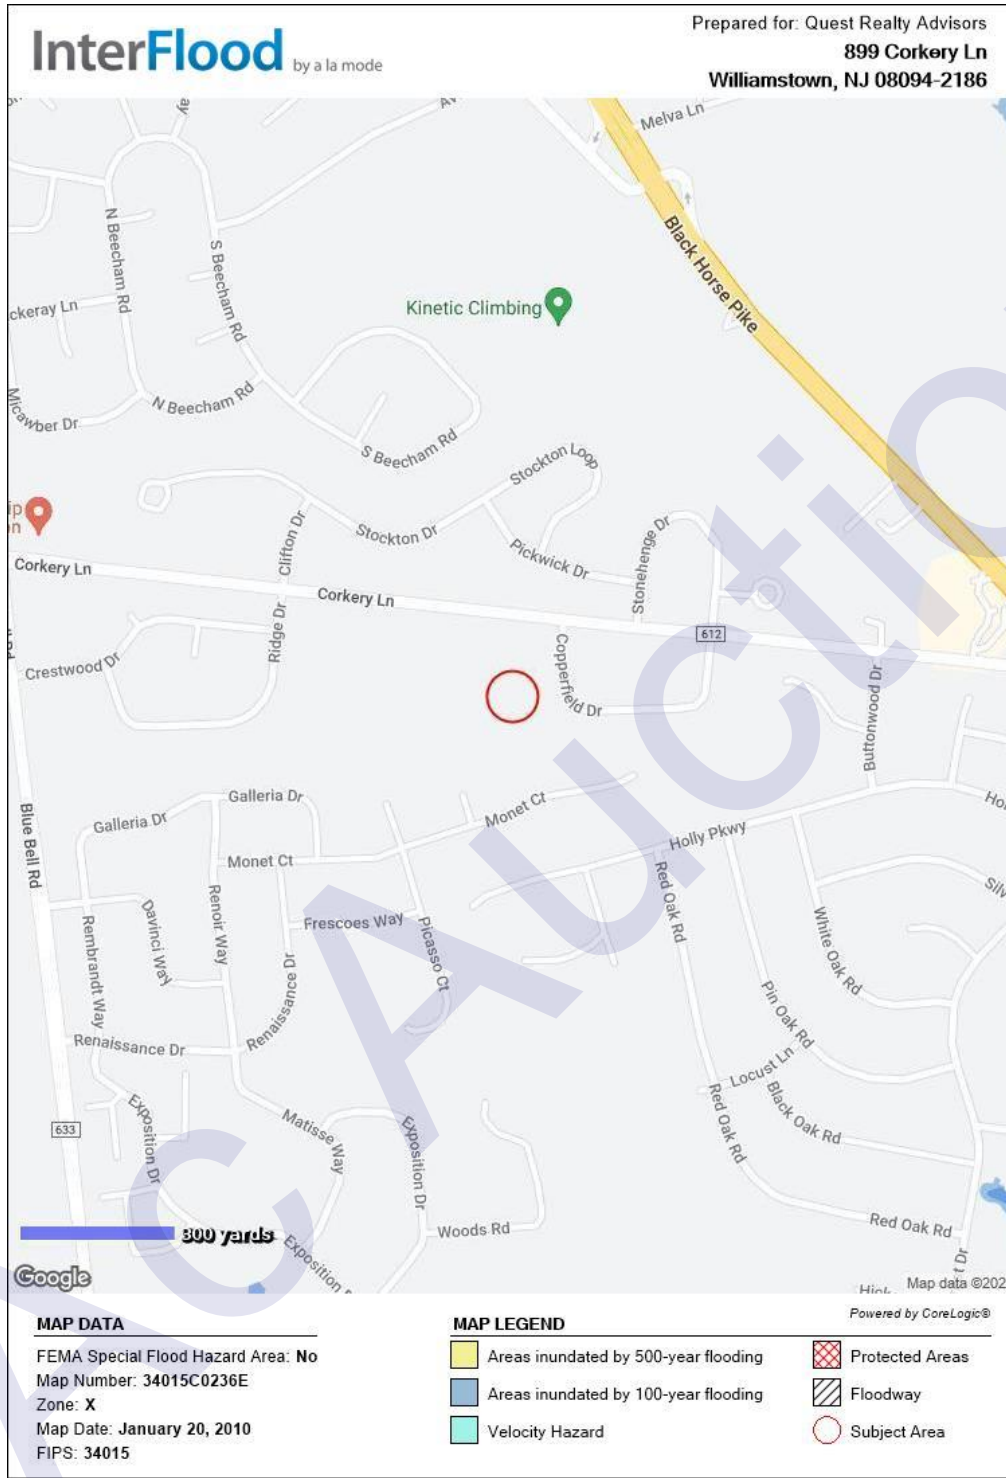 InterFlood by a la mode
Prepared for: Quest Realty Advisors
899 Corkery Ln
Williamstown, NJ 08094-2186
Melva Ln
N Beecham Rd
S Beecham Rd
Black Horse Pike
Kinetic Climbing
ckeray Ln
Micawber Dr
N Beecham Rd
S Beecham Rd
Stockton Loop
Stockton Dr
Clifton Dr
Pickwick Dr
Stonehenge Dr
ip
on
Corkery Ln
Corkery Ln
Ridge Dr
612
Crestwood Dr
Copperfield Dr
Buttonwood Dr
Blue Bell Rd
Galleria Dr
Galleria Dr
Monet Ct
Holly Pkwy
Monet Ct
Red Oak Rd
Renoir Way
Davinci Way
Frescoes Way
Picasso Ct
White Oak Rd
Rembrandt Way
Renaissance Dr
Renaissance Dr
Pin Oak Rd
Locust Ln
Black Oak Rd
Red Oak Rd
633
Exposition Dr
Matisse Way
Exposition Dr
Woods Rd
Red Oak Rd
300 yards
Exposition
t Dr
Google
Map data ©202
Powered by CoreLogic®
MAP DATA
FEMA Special Flood Hazard Area: No
Map Number: 34015C0236E
Zone: X
Map Date: January 20, 2010
FIPS: 34015
MAP LEGEND
Areas inundated by 500-year flooding
Areas inundated by 100-year flooding
Velocity Hazard
Protected Areas
Floodway
Subject Area
Ac Auctio